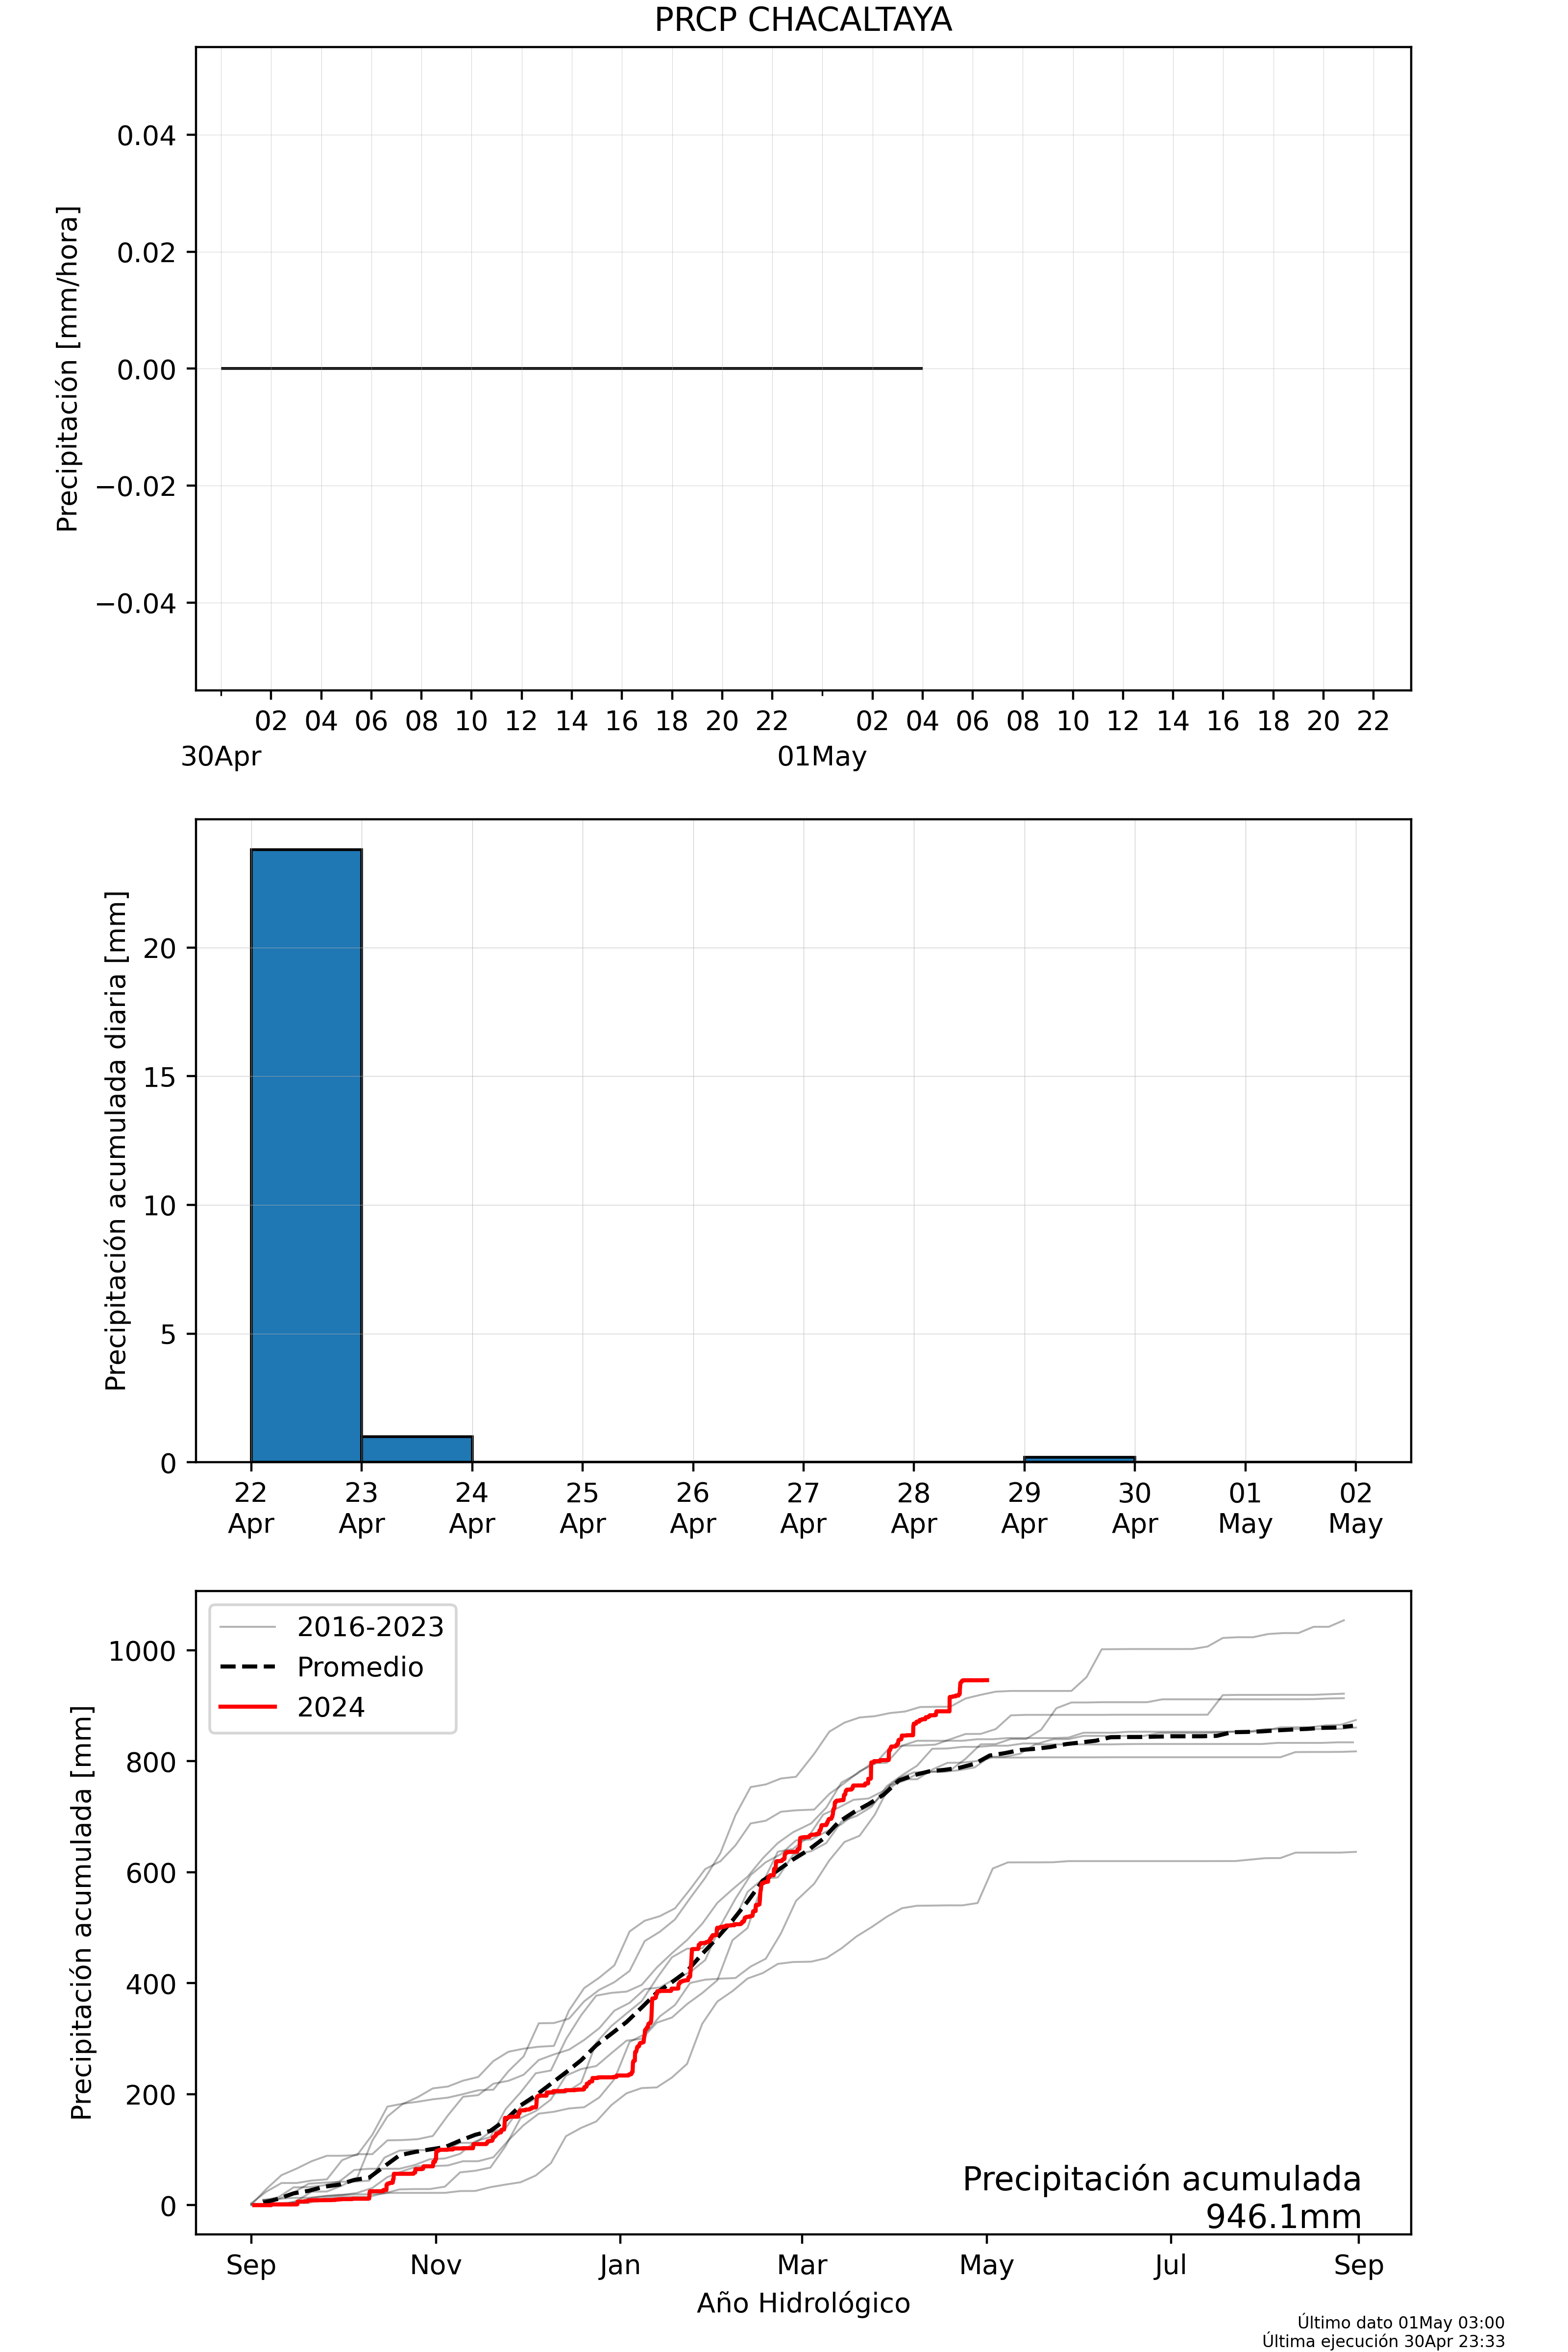 PRCP CHACALTAYA
Precipitación [mm/hora]
0.04
0.02
0.00
−0.02
−0.04
02 04 06 08 10 12 14 16 18 20 22 02 04 06 08 10 12 14 16 18 20 22
30Apr 01May
Precipitación acumulada diaria [mm]
20
15
10
5
0
22 23 24 25 26 27 28 29 30 01 02
Apr Apr Apr Apr Apr Apr Apr Apr Apr May May
Precipitación acumulada [mm]
1000
800
600
400
200
0
2016-2023
Promedio
2024
Precipitación acumulada
946.1mm
Sep Nov Jan Mar May Jul Sep
Año Hidrológico
Último dato 01May 03:00
Última ejecución 30Apr 23:33